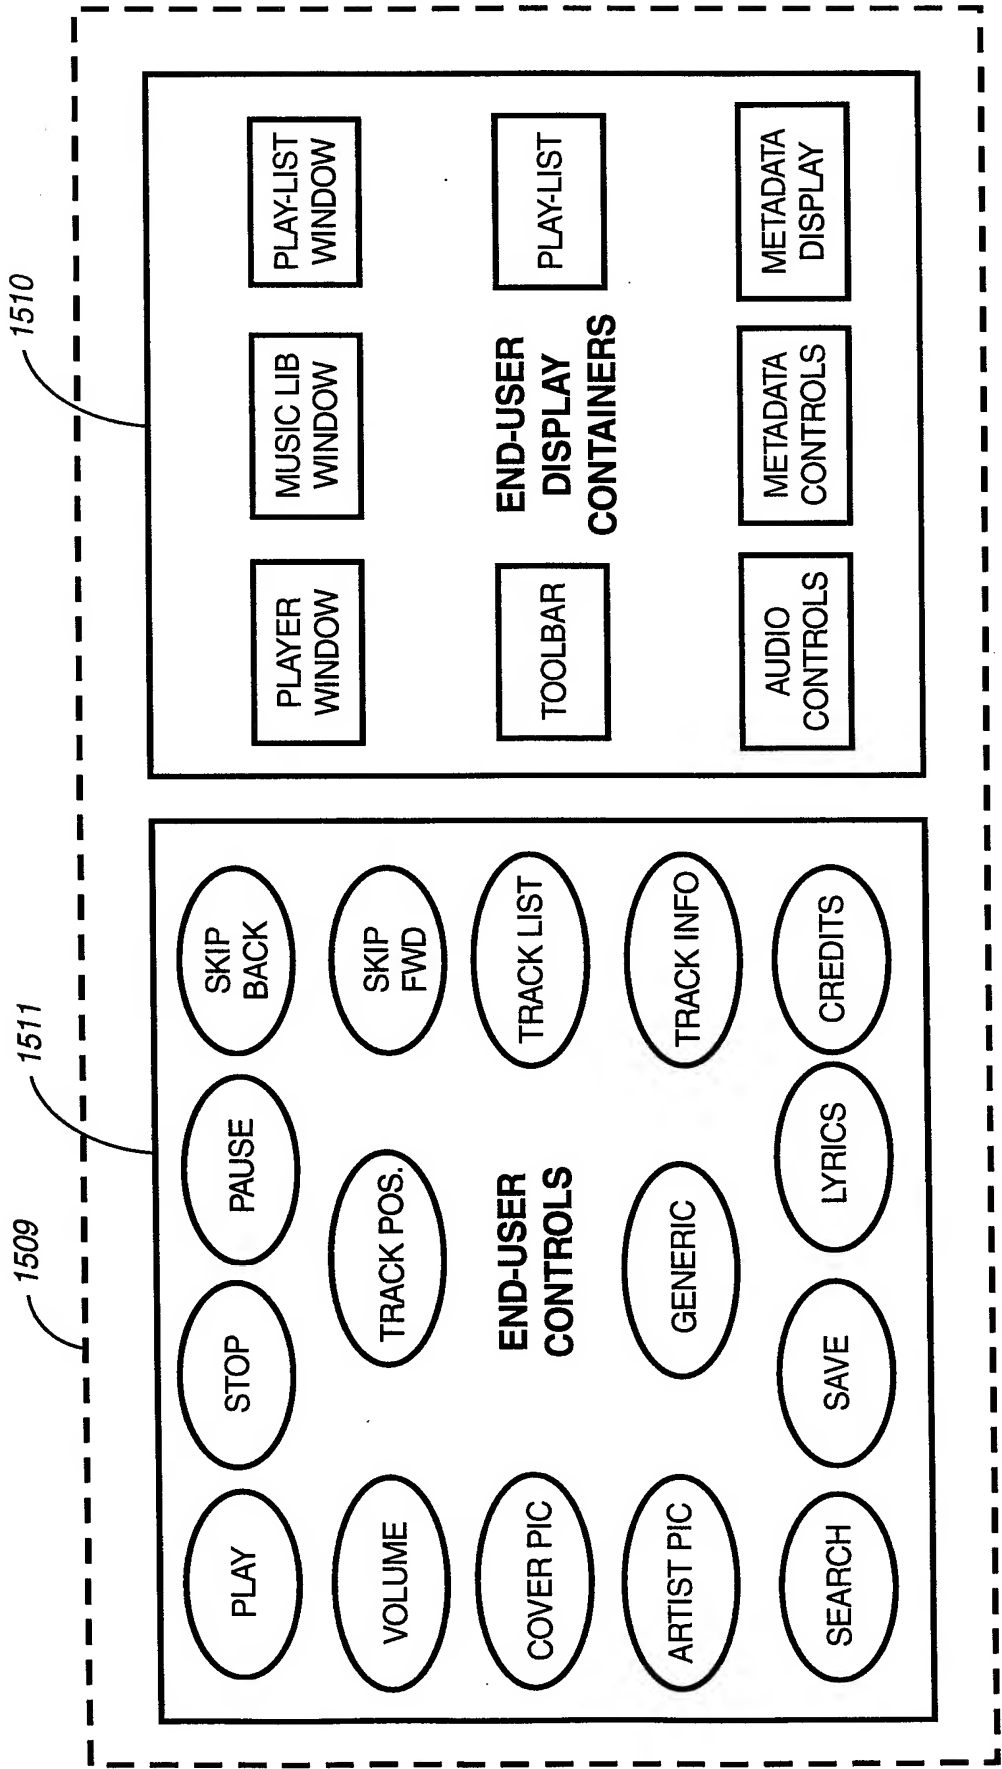 1509
1511
1510
PLAY
STOP
PAUSE
SKIP
BACK
VOLUME
TRACK POS.
SKIP
FWD
COVER PIC
END-USER
CONTROLS
TRACK LIST
ARTIST PIC
GENERIC
TRACK INFO
SEARCH
SAVE
LYRICS
CREDITS
PLAYER
WINDOW
MUSIC LIB
WINDOW
PLAY-LIST
WINDOW
TOOLBAR
END-USER
DISPLAY
CONTAINERS
PLAY-LIST
AUDIO
CONTROLS
METADATA
CONTROLS
METADATA
DISPLAY